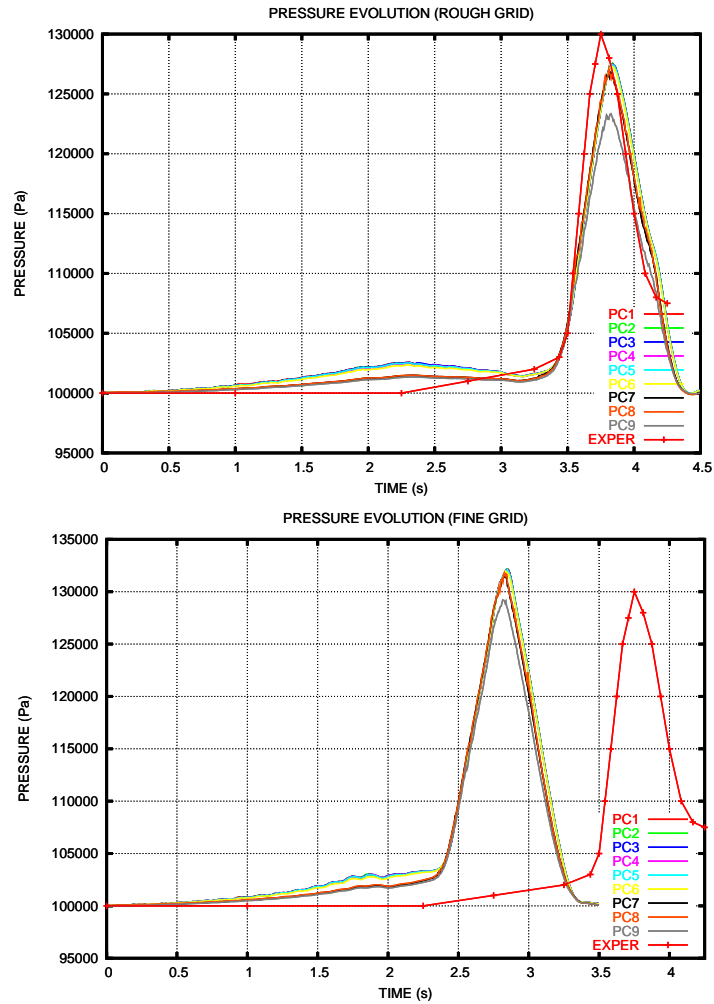 PRESSURE EVOLUTION (ROUGH GRID)
130000
125000
120000
115000
110000
105000
100000
95000
PRESSURE (Pa)
PC1
PC2
PC3
PC4
PC5
PC6
PC7
PC8
PC9
EXPER
0 0.5 1 1.5 2 2.5 3 3.5 4 4.5
TIME (s)
PRESSURE EVOLUTION (FINE GRID)
135000
130000
125000
120000
115000
110000
105000
100000
95000
PRESSURE (Pa)
PC1
PC2
PC3
PC4
PC5
PC6
PC7
PC8
PC9
EXPER
0 0.5 1 1.5 2 2.5 3 3.5 4
TIME (s)